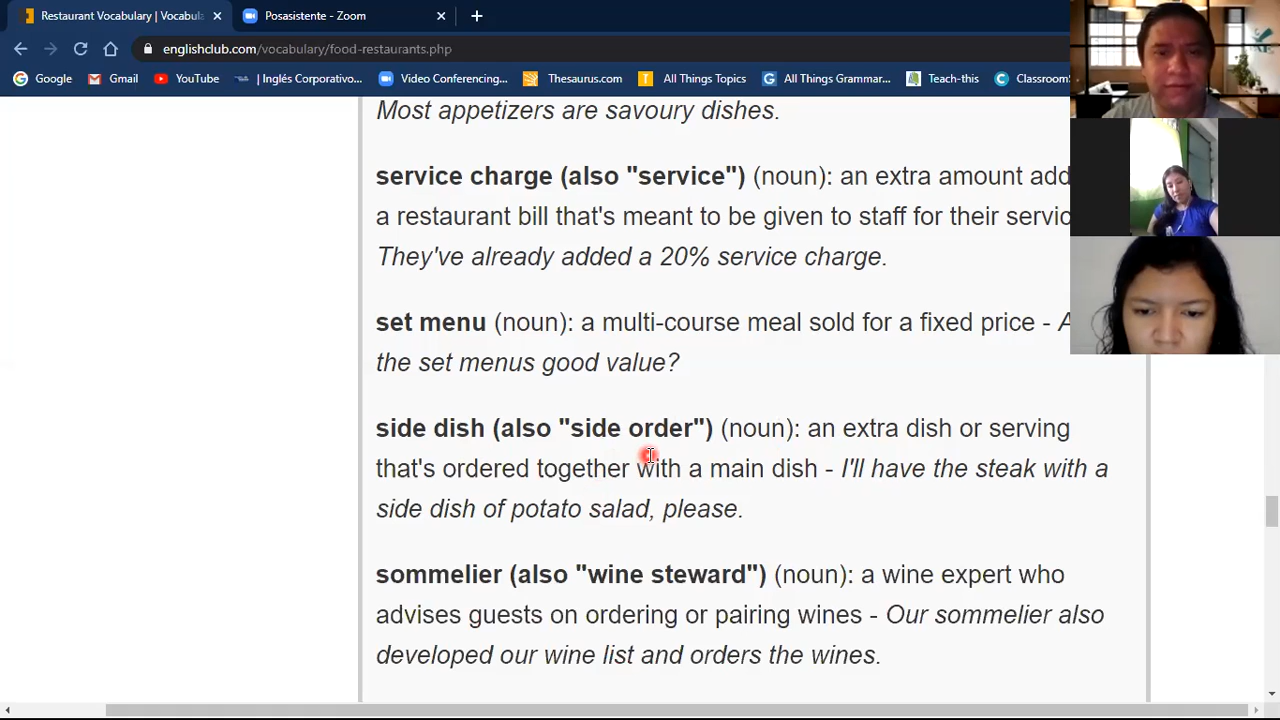 Restaurant Vocabulary | Vocabula
Posasistente - Zoom
englishclub.com/vocabulary/food-restaurants.php
Google
Gmail
YouTube
| Inglés Corporativo...
Video Conferencing...
Thesaurus.com
All Things Topics
All Things Grammar...
Teach-this
ClassroomS
Most appetizers are savoury dishes.
service charge (also "service") (noun): an extra amount add
a restaurant bill that's meant to be given to staff for their servic
They've already added a 20% service charge.
set menu (noun): a multi-course meal sold for a fixed price - A
the set menus good value?
side dish (also "side order") (noun): an extra dish or serving
that's ordered together with a main dish - I'll have the steak with a
side dish of potato salad, please.
sommelier (also "wine steward") (noun): a wine expert who
advises guests on ordering or pairing wines - Our sommelier also
developed our wine list and orders the wines.